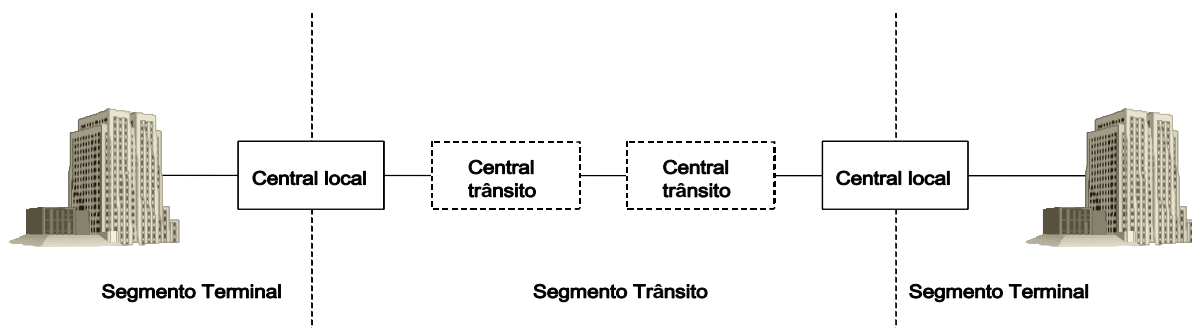 Central local
Central
trânsito
Central
trânsito
Central local
Segmento Terminal
Segmento Trânsito
Segmento Terminal